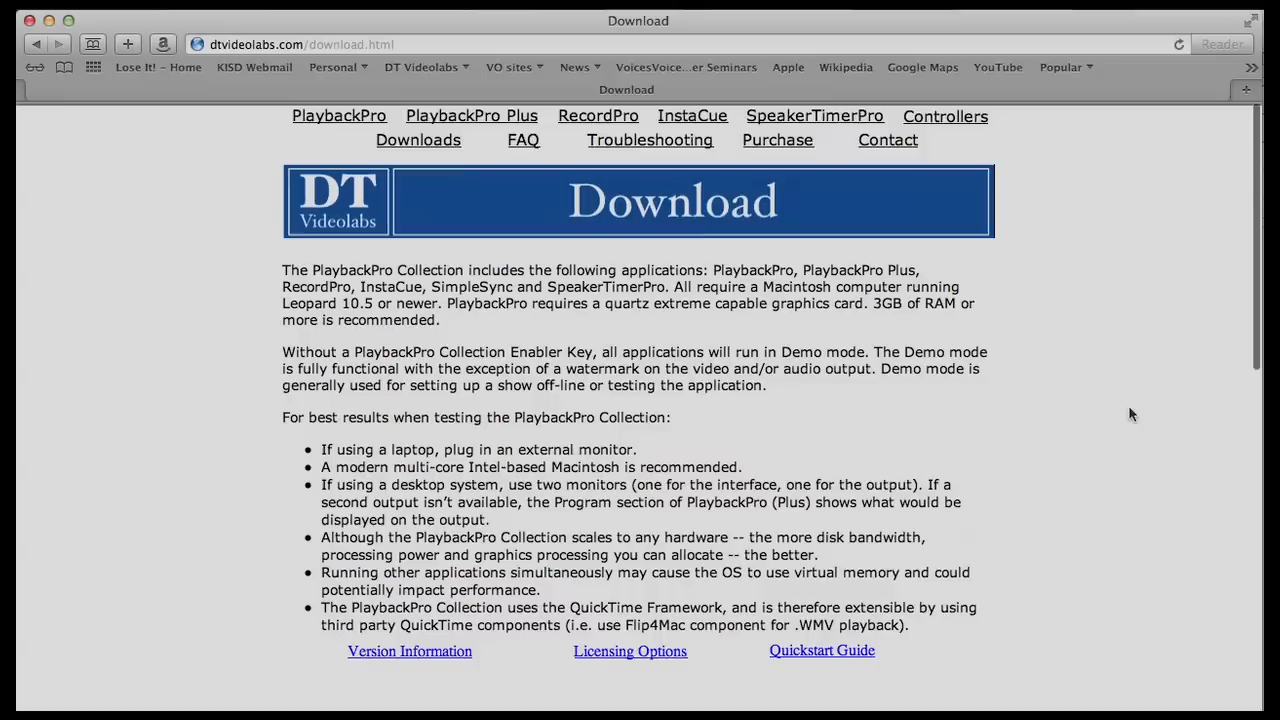 Download
dtvideolabs.com/download.html
Reader
Lose It! – Home KISD Webmail Personal DT Videolabs VO sites News VoicesVoice...er Seminars Apple Wikipedia Google Maps YouTube Popular
Download
PlaybackPro PlaybackPro Plus RecordPro InstaCue SpeakerTimerPro Controllers
Downloads FAQ Troubleshooting Purchase Contact
DT
Videolabs
Download
The PlaybackPro Collection includes the following applications: PlaybackPro, PlaybackPro Plus,
RecordPro, InstaCue, SimpleSync and SpeakerTimerPro. All require a Macintosh computer running
Leopard 10.5 or newer. PlaybackPro requires a quartz extreme capable graphics card. 3GB of RAM or
more is recommended.
Without a PlaybackPro Collection Enabler Key, all applications will run in Demo mode. The Demo mode
is fully functional with the exception of a watermark on the video and/or audio output. Demo mode is
generally used for setting up a show off-line or testing the application.
For best results when testing the PlaybackPro Collection:
• If using a laptop, plug in an external monitor.
• A modern multi-core Intel-based Macintosh is recommended.
• If using a desktop system, use two monitors (one for the interface, one for the output). If a
second output isn't available, the Program section of PlaybackPro (Plus) shows what would be
displayed on the output.
• Although the PlaybackPro Collection scales to any hardware -- the more disk bandwidth,
processing power and graphics processing you can allocate -- the better.
• Running other applications simultaneously may cause the OS to use virtual memory and could
potentially impact performance.
• The PlaybackPro Collection uses the QuickTime Framework, and is therefore extensible by using
third party QuickTime components (i.e. use Flip4Mac component for .WMV playback).
Version Information Licensing Options Quickstart Guide